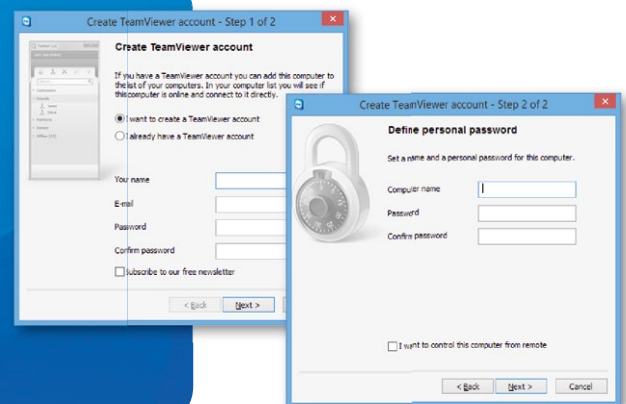 Create TeamViewer account - Step 1 of 2
Create TeamViewer account
If you have a TeamViewer account you can add this computer to
the list of your computers. In your computer list you will see if
this computer is online and connect to it directly.
I want to create a TeamViewer account
I already have a TeamViewer account
Your name
E-mail
Password
Confirm password
Subscribe to our free newsletter
< Back
Next >
Create TeamViewer account - Step 2 of 2
Define personal password
Set a name and a personal password for this computer.
Computer name
Password
Confirm password
I want to control this computer from remote
< Back
Next >
Cancel